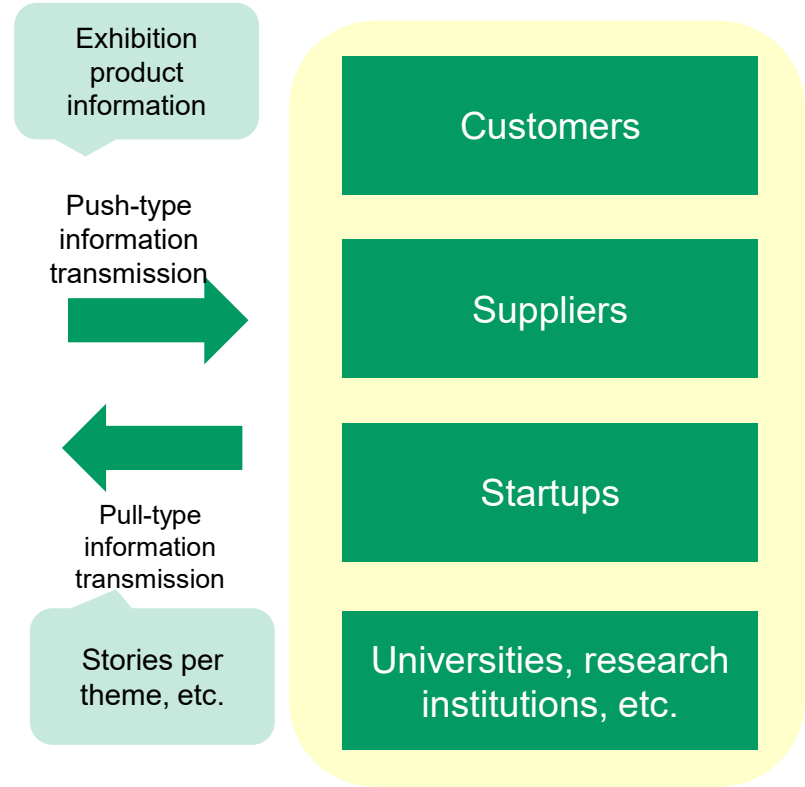 Exhibition
product
information
Push-type
information
transmission
Pull-type
information
transmission
Stories per
theme, etc.
Customers
Suppliers
Startups
Universities, research
institutions, etc.